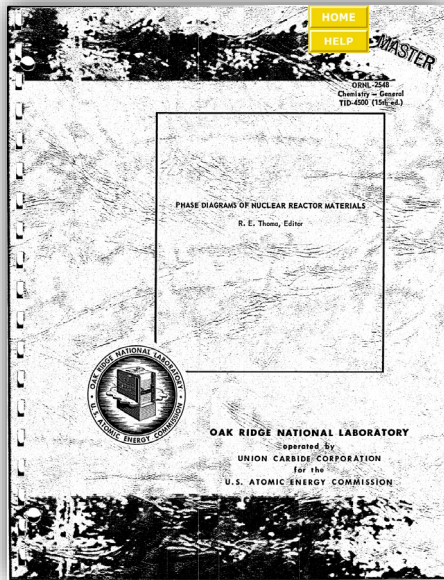 HOME
HELP
MASTER
ORNL-2548
Chemistry – General
TID-4500 (15th ed.)
PHASE DIAGRAMS OF NUCLEAR REACTOR MATERIALS
R. E. Thoma, Editor
OAK RIDGE NATIONAL LABORATORY
U.S. ATOMIC ENERGY COMMISSION
OAK RIDGE NATIONAL LABORATORY
operated by
UNION CARBIDE CORPORATION
for the
U.S. ATOMIC ENERGY COMMISSION